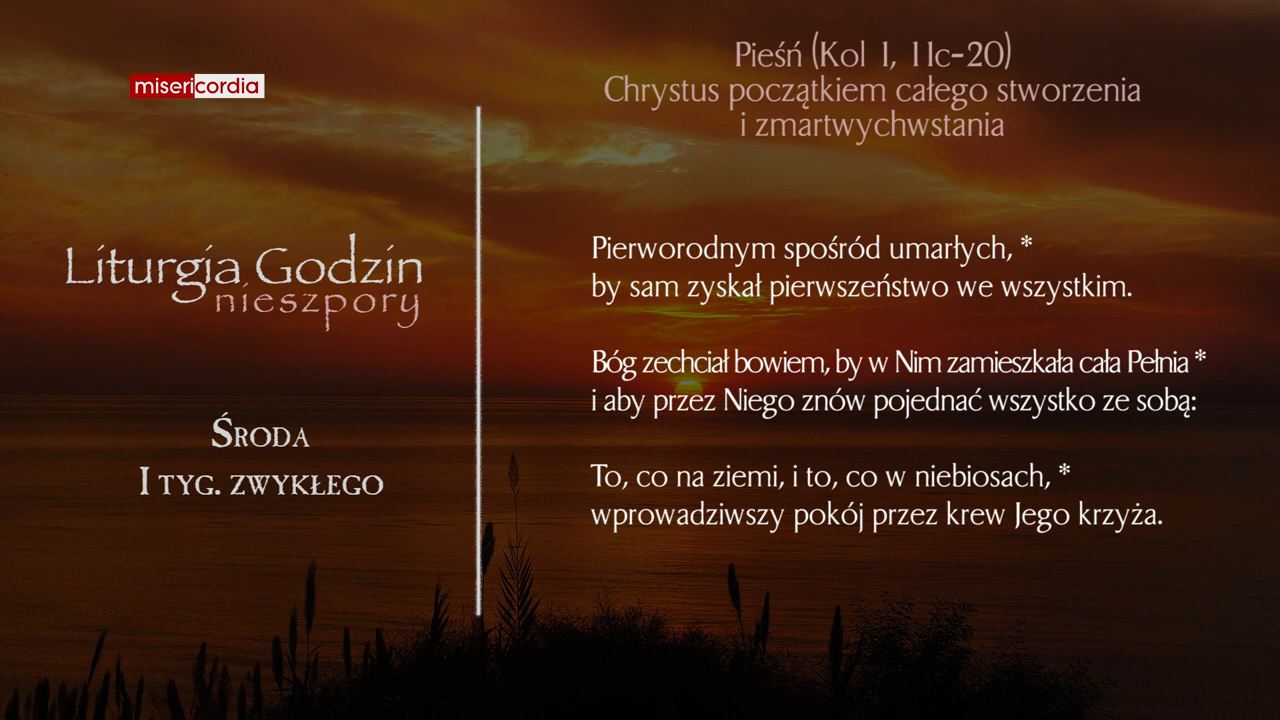 misericordia
Liturgia Godzin
nieszpory
Środa
I tyg. zwykłego
Pieśń (Kol 1, 11c-20)
Chrystus początkiem całego stworzenia
i zmartwychwstania
Pierworodnym spośród umarłych, *
by sam zyskał pierwszeństwo we wszystkim.
Bóg zechciał bowiem, by w Nim zamieszkała cała Pełnia *
i aby przez Niego znów pojednać wszystko ze sobą:
To, co na ziemi, i to, co w niebiosach, *
wprowadziwszy pokój przez krew Jego krzyża.